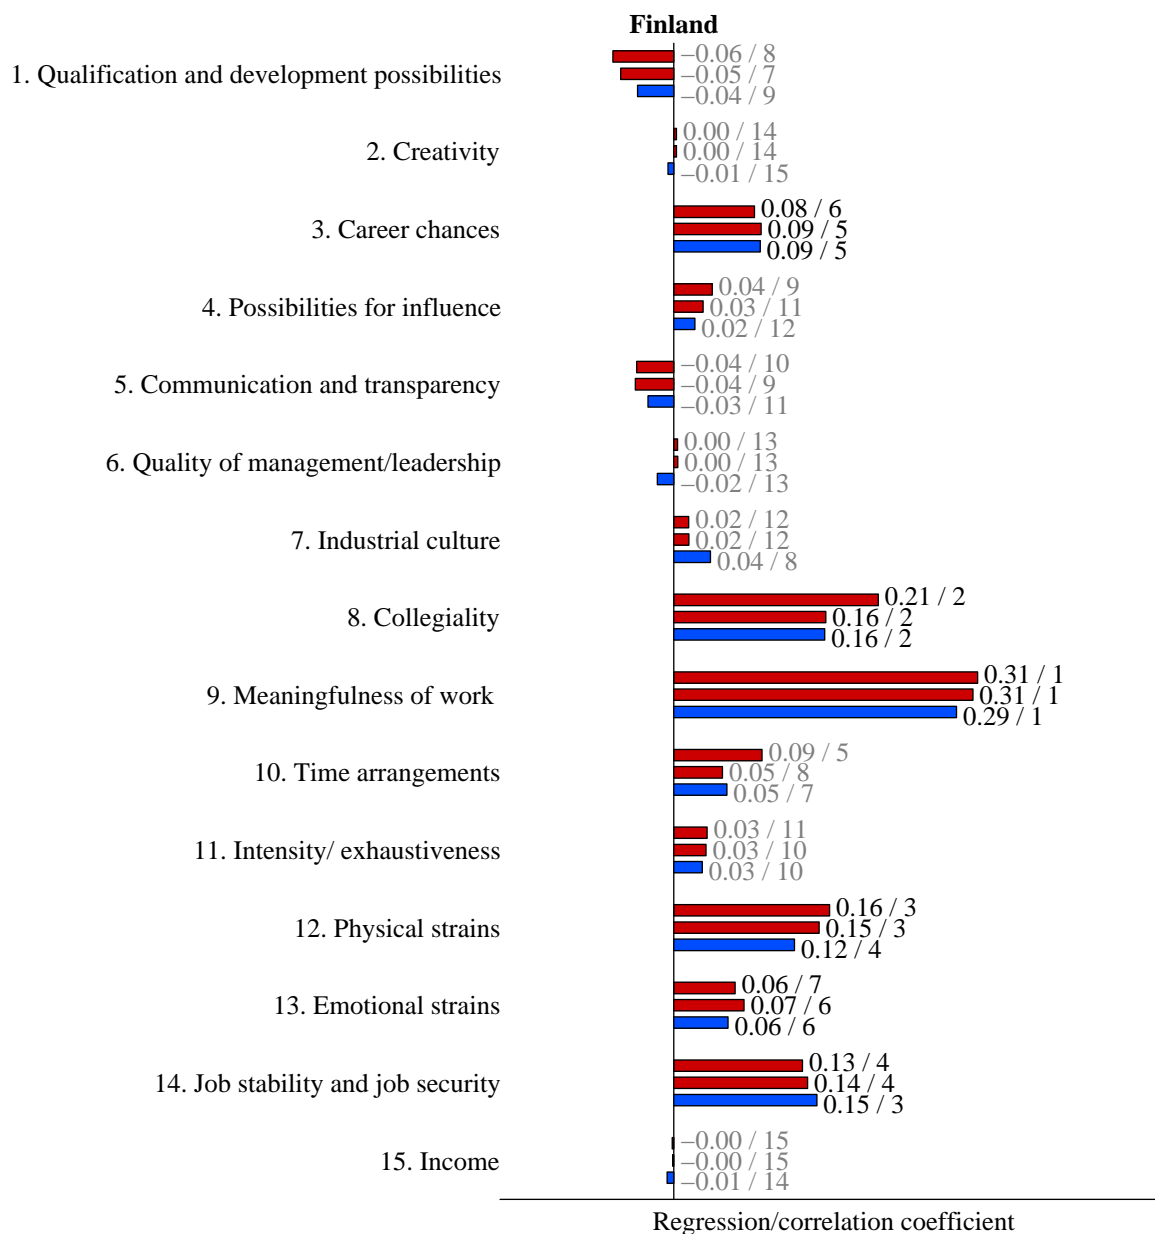 Finland
1. Qualification and development possibilities
–0.06 / 8
–0.05 / 7
–0.04 / 9
2. Creativity
0.00 / 14
0.00 / 14
–0.01 / 15
3. Career chances
0.08 / 6
0.09 / 5
0.09 / 5
4. Possibilities for influence
0.04 / 9
0.03 / 11
0.02 / 12
5. Communication and transparency
–0.04 / 10
–0.04 / 9
–0.03 / 11
6. Quality of management/leadership
0.00 / 13
0.00 / 13
–0.02 / 13
7. Industrial culture
0.02 / 12
0.02 / 12
0.04 / 8
8. Collegiality
0.21 / 2
0.16 / 2
0.16 / 2
9. Meaningfulness of work
0.31 / 1
0.31 / 1
0.29 / 1
10. Time arrangements
0.09 / 5
0.05 / 8
0.05 / 7
11. Intensity/ exhaustiveness
0.03 / 11
0.03 / 10
0.03 / 10
12. Physical strains
0.16 / 3
0.15 / 3
0.12 / 4
13. Emotional strains
0.06 / 7
0.07 / 6
0.06 / 6
14. Job stability and job security
0.13 / 4
0.14 / 4
0.15 / 3
15. Income
–0.00 / 15
–0.00 / 15
–0.01 / 14
Regression/correlation coefficient